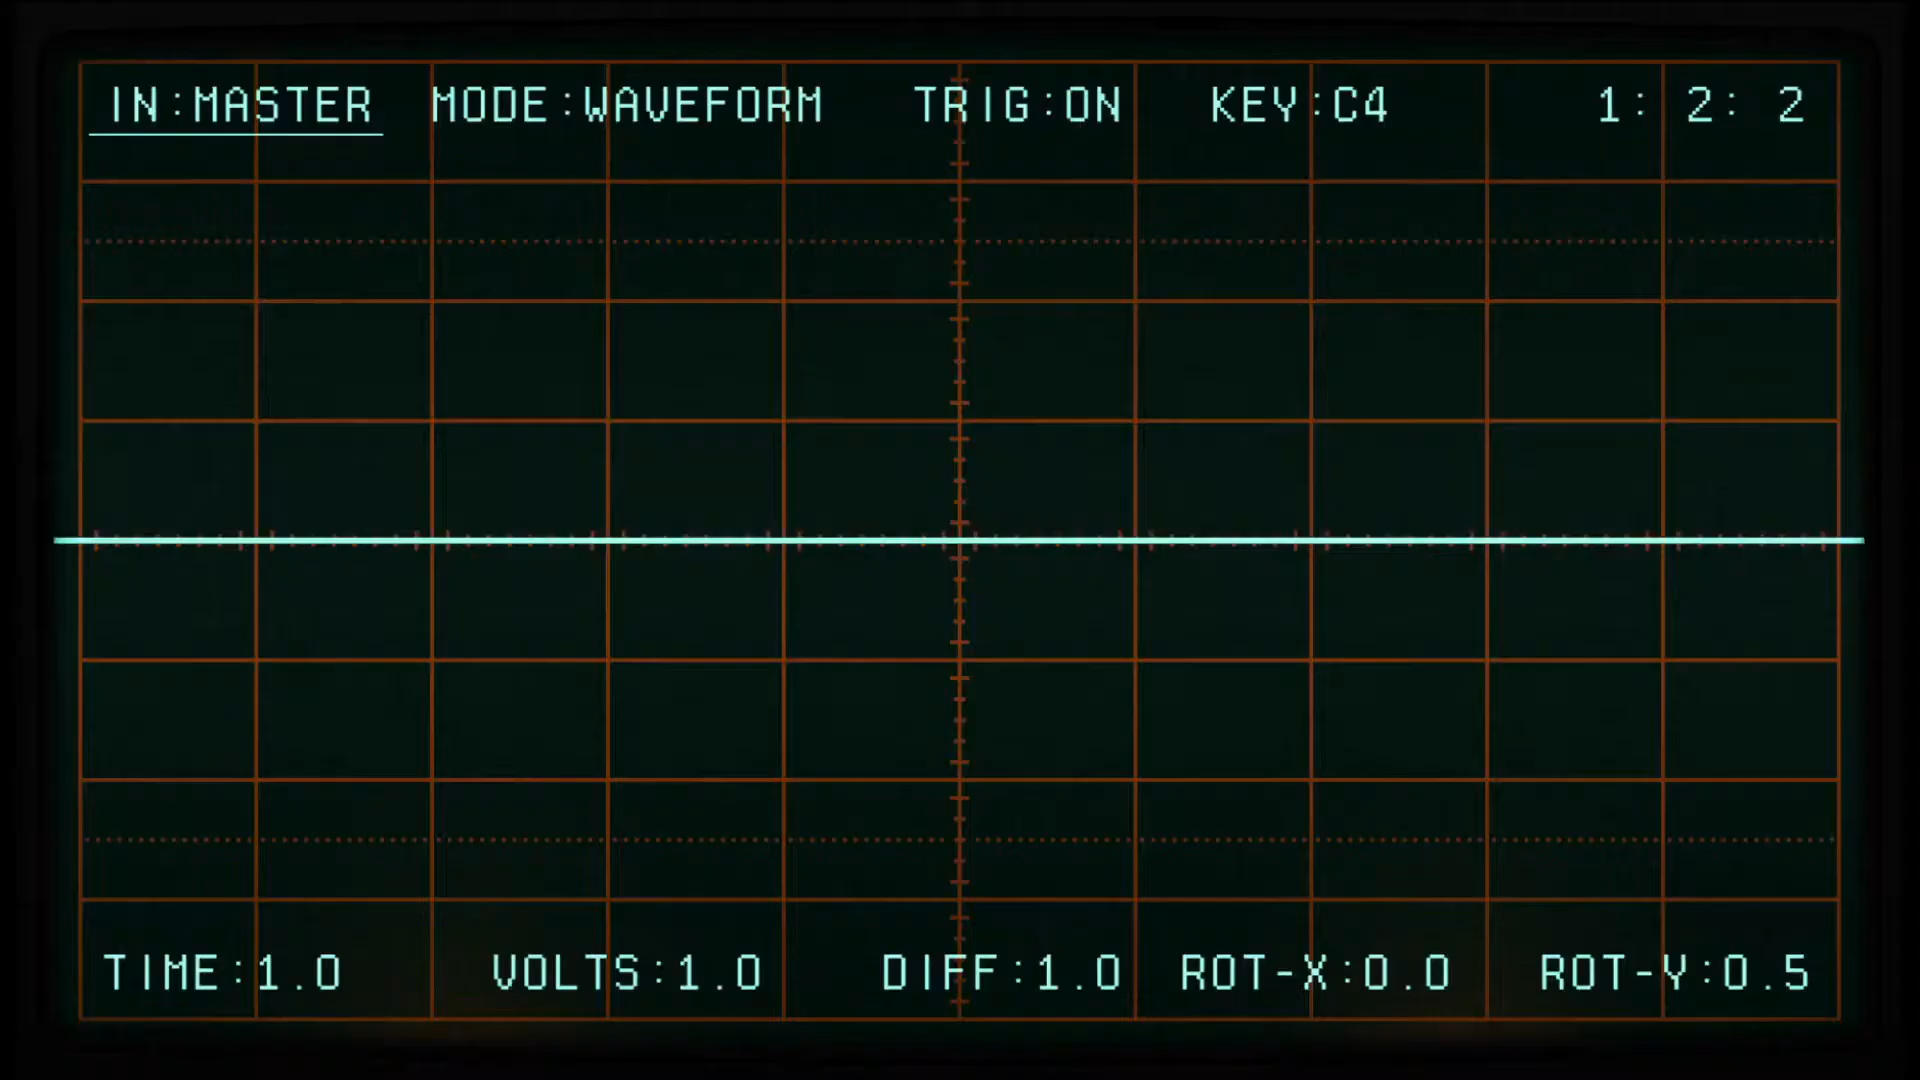 IN:MASTER MODE:WAVEFORM TRIG:ON KEY:C4 1: 2: 2
TIME:1.0 VOLTS:1.0 DIFF:1.0 ROT-X:0.0 ROT-Y:0.5